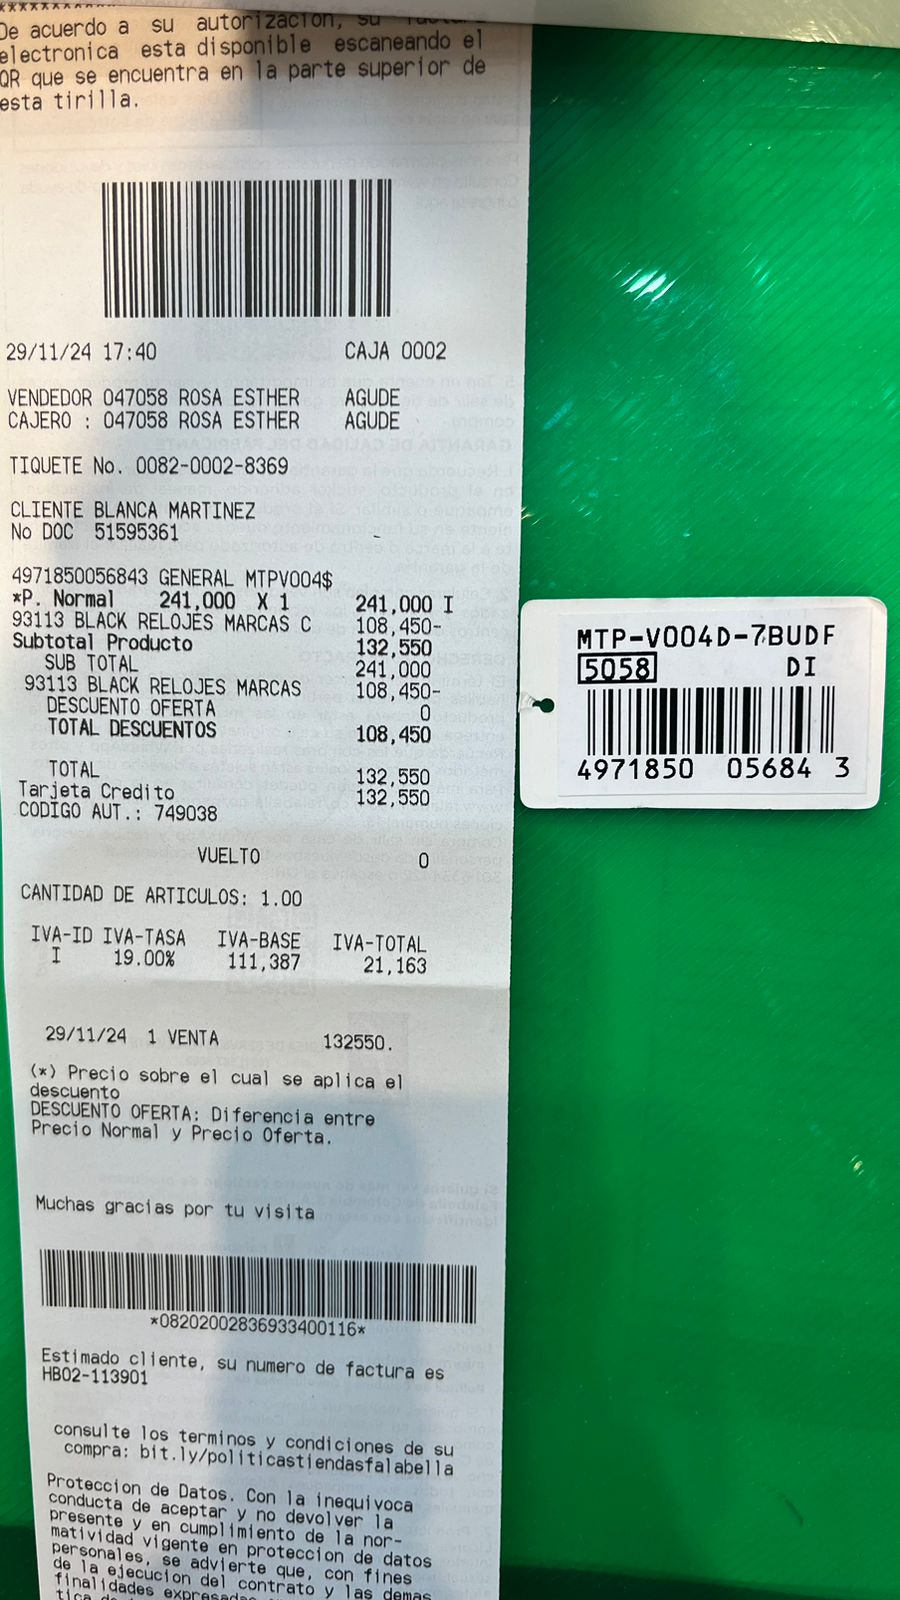 De acuerdo a su autorizacion, su factura
electronica esta disponible escaneando el
QR que se encuentra en la parte superior de
esta tirilla.
29/11/24 17:40 CAJA 0002
VENDEDOR 047058 ROSA ESTHER AGUDE
CAJERO : 047058 ROSA ESTHER AGUDE
TIQUETE No. 0082-0002-8369
CLIENTE BLANCA MARTINEZ
No DOC 51595361
4971850056843 GENERAL MTPV004$
*P. Normal 241,000 X 1 241,000 I
93113 BLACK RELOJES MARCAS C 108,450-
Subtotal Producto 132,550
SUB TOTAL 241,000
93113 BLACK RELOJES MARCAS 108,450-
DESCUENTO OFERTA 0
TOTAL DESCUENTOS 108,450
TOTAL 132,550
Tarjeta Credito 132,550
CODIGO AUT.: 749038
VUELTO 0
CANTIDAD DE ARTICULOS: 1.00
IVA-ID IVA-TASA IVA-BASE IVA-TOTAL
I 19.00% 111,387 21,163
29/11/24 1 VENTA 132550.
(*) Precio sobre el cual se aplica el
descuento
DESCUENTO OFERTA: Diferencia entre
Precio Normal y Precio Oferta.
Muchas gracias por tu visita
*08202002836933400116*
Estimado cliente, su numero de factura es
HB02-113901
consulte los terminos y condiciones de su
compra: bit.ly/politicastiendasfalabella
Proteccion de Datos. Con la inequivoca
conducta de aceptar y no devolver la
presente y en cumplimiento de la nor-
matividad vigente en proteccion de datos
personales, se advierte que, con fines
de la ejecucion del contrato y las demas
finalidades
MTP-V004D-7BUDF
5058 DI
4971850 05684 3